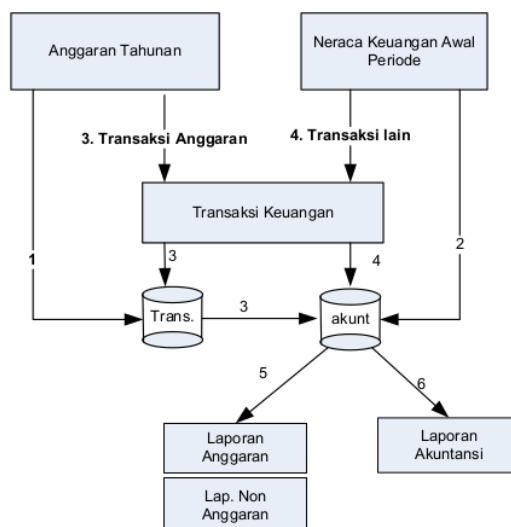 Anggaran Tahunan
Neraca Keuangan Awal
Periode
3. Transaksi Anggaran
4. Transaksi lain
Transaksi Keuangan
1
3
4
2
Trans.
3
akunt
5
6
Laporan
Anggaran
Laporan
Akuntansi
Lap. Non
Anggaran